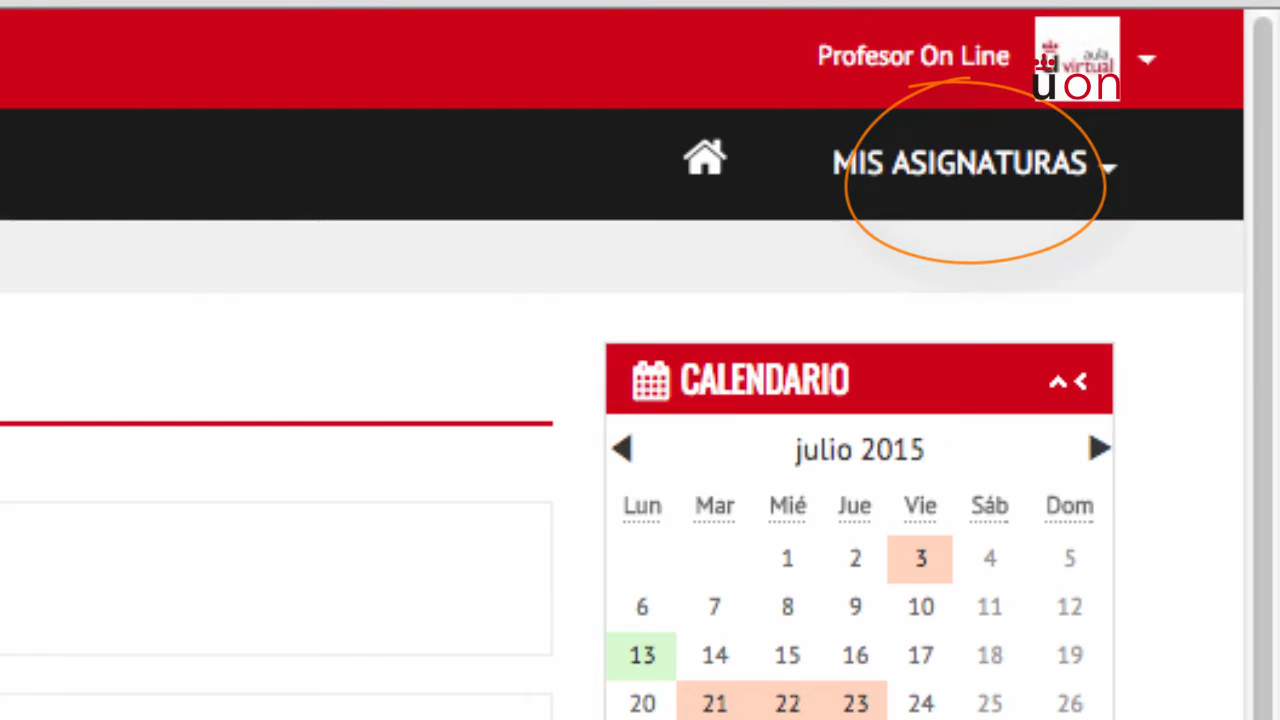 Profesor On Line
aula
virtual
uon
MIS ASIGNATURAS
CALENDARIO
julio 2015
Lun Mar Mié Jue Vie Sáb Dom
1 2 3 4 5
6 7 8 9 10 11 12
13 14 15 16 17 18 19
20 21 22 23 24 25 26